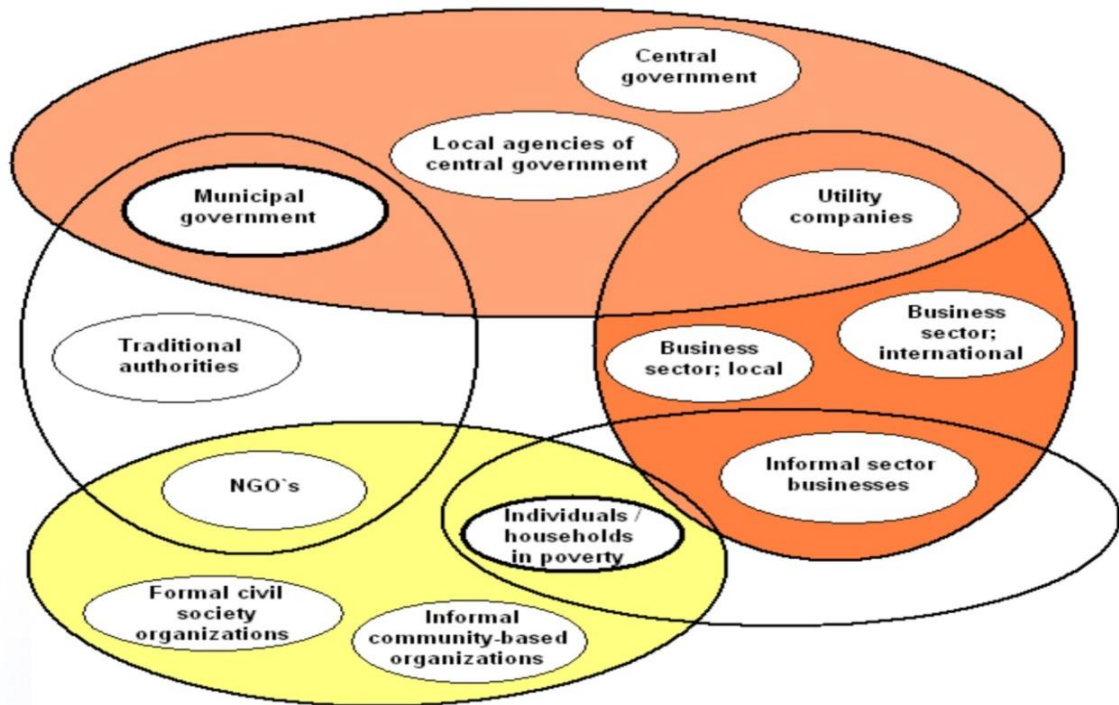 Central
government
Local agencies of
central government
Municipal
government
Utility
companies
Traditional
authorities
Business
sector; local
Business
sector;
international
NGO`s
Individuals /
households
in poverty
Informal sector
businesses
Formal civil
society
organizations
Informal
community-based
organizations